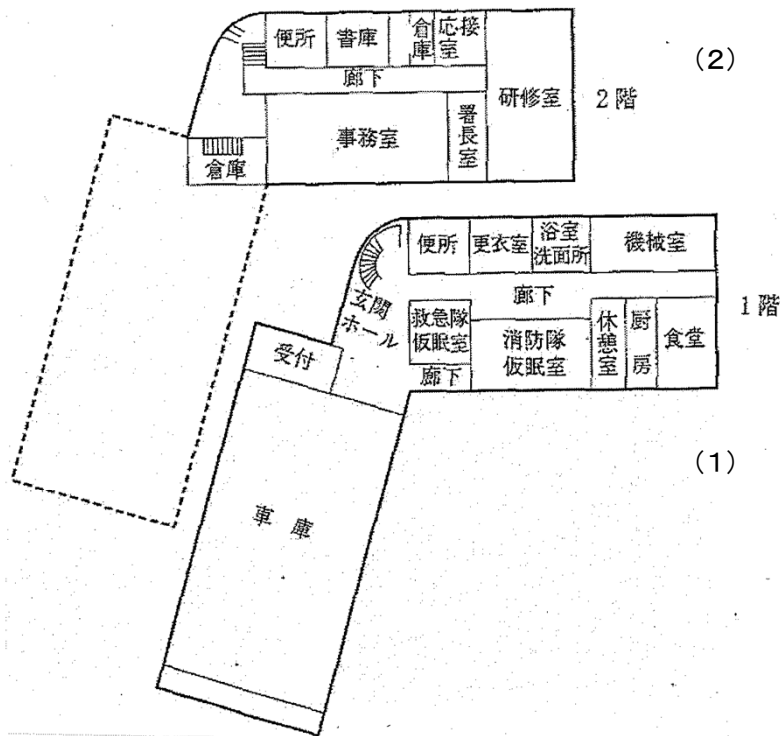 便所
書庫
倉庫
応接
室
(2)
廊下
研修室
2階
事務室
署長室
倉庫
便所
更衣室
浴室
洗面所
機械室
廊下
1階
玄関
ホール
救急隊
仮眠室
消防隊
仮眠室
休憩室
厨房
食堂
受付
廊下
(1)
車庫